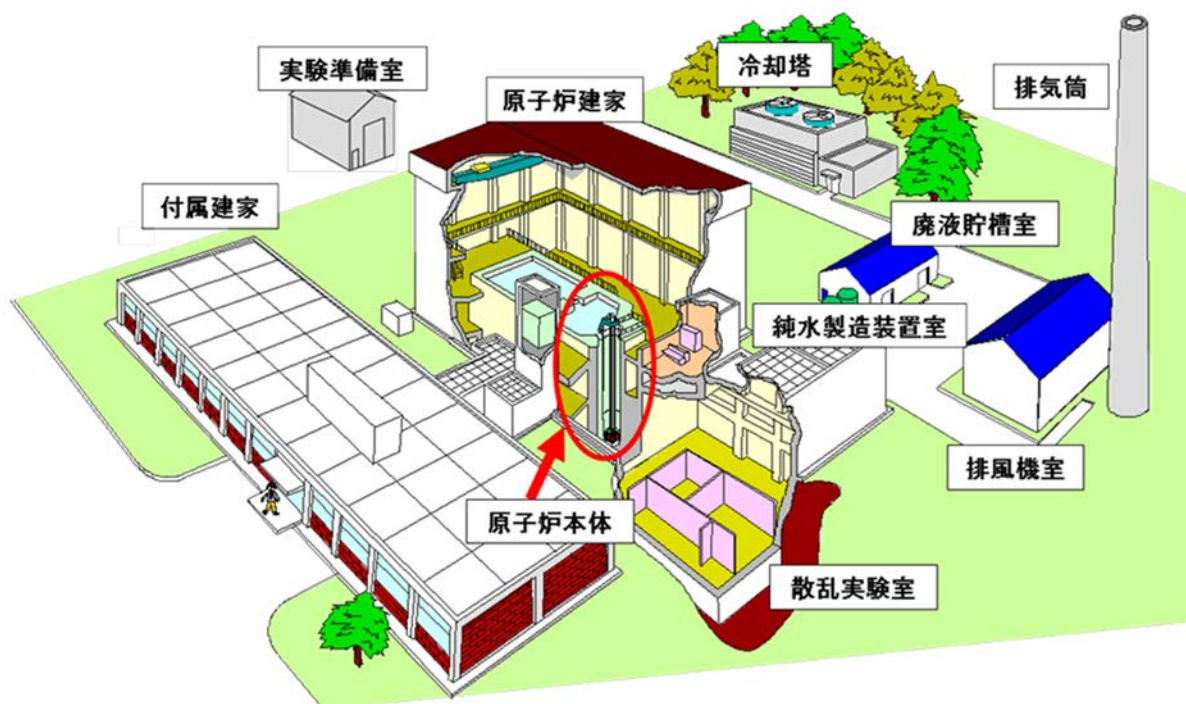 冷却塔
実験準備室
排気筒
原子炉建家
付属建家
廃液貯槽室
純水製造装置室
排風機室
原子炉本体
散乱実験室